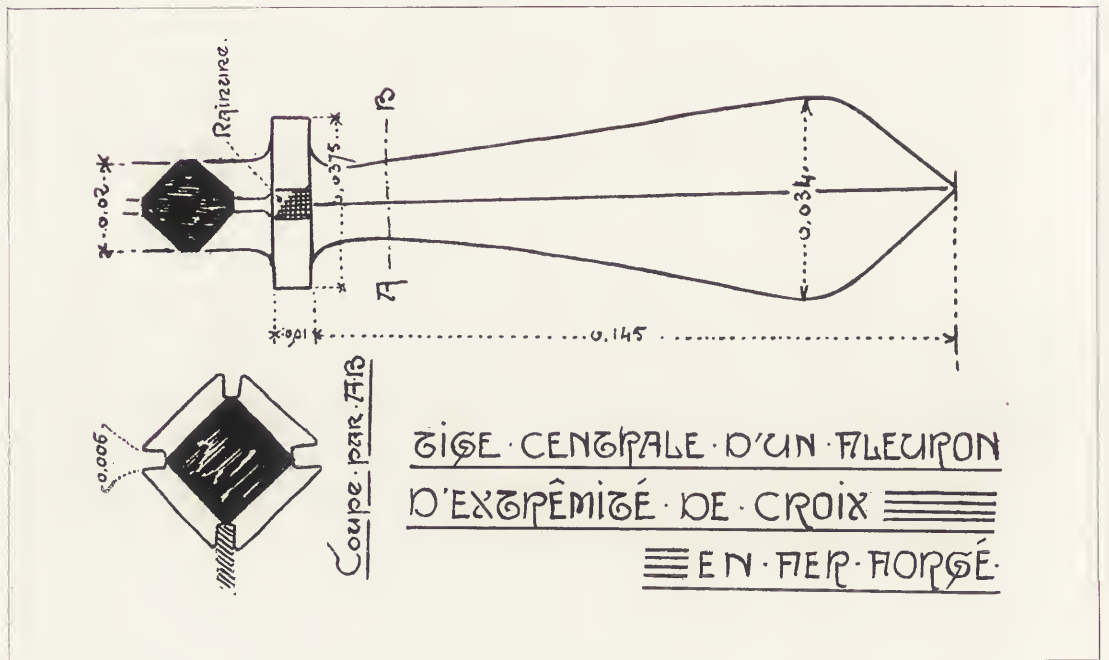 Rainure.
0.02
0,0375
A B
0,034
0,01
0,145
0.006
Coupe · par · A·B
TIGE · CENTRALE · D'UN · FLEURON
D'EXTRÊMITÉ · DE · CROIX
EN · FER · FORGÉ ·